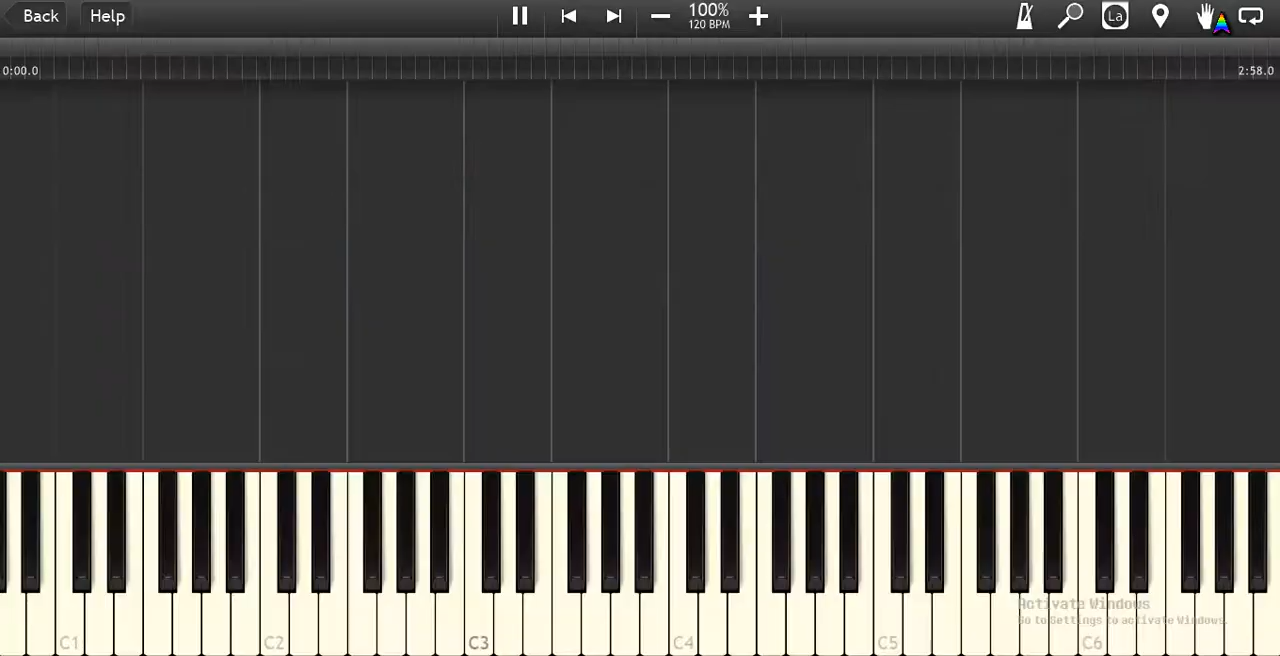 Back Help 100% La
120 BPM
0:00.0 2:58.0
Activate Windows
Go to Settings to activate Windows.
C1 C2 C3 C4 C5 C6